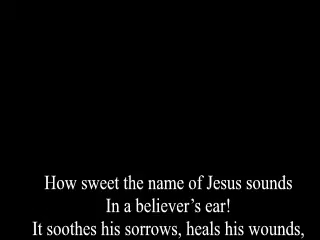 How sweet the name of Jesus sounds
In a believer’s ear!
It soothes his sorrows, heals his wounds,